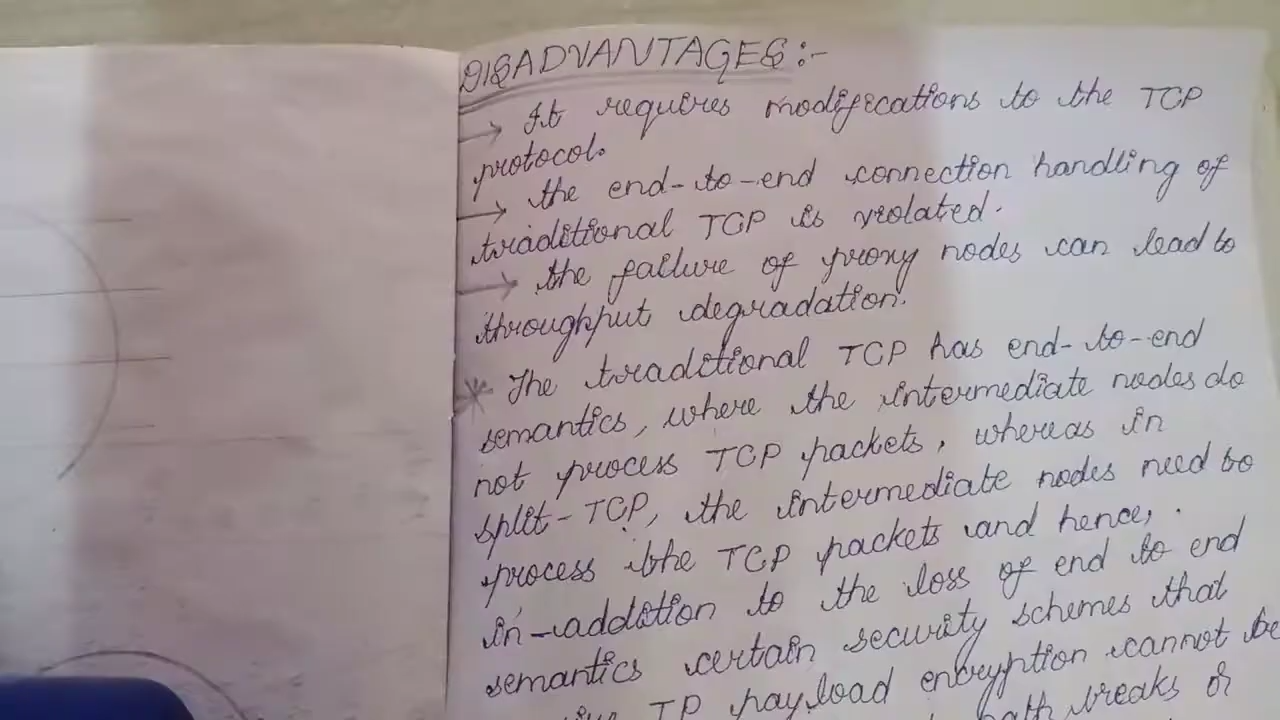 DISADVANTAGES:-
→ It requires modifications to the TCP
protocol.
→ the end-to-end connection handling of
traditional TCP is violated.
→ the failure of proxy nodes can lead to
throughput degradation.
* The traditional TCP has end-to-end
semantics, where the intermediate nodes do
not process TCP packets, whereas in
split-TCP, the intermediate nodes need to
process the TCP packets and hence,
in-addition to the loss of end to end
semantics certain security schemes that
TP payload encryption cannot be
path breaks or